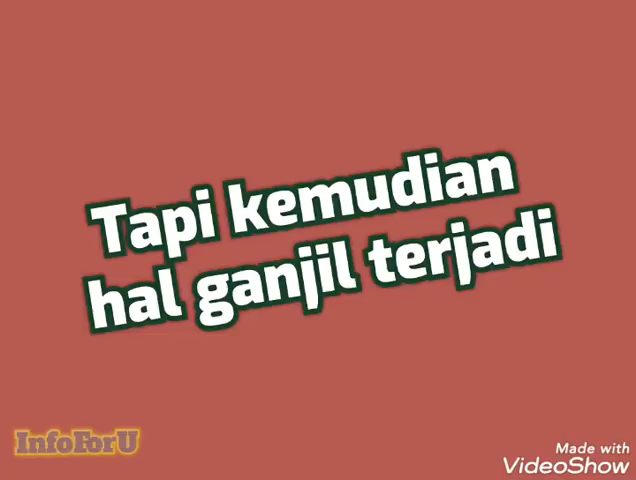 Tapi kemudian
hal ganjil terjadi
InfoForU
Made with
VideoShow